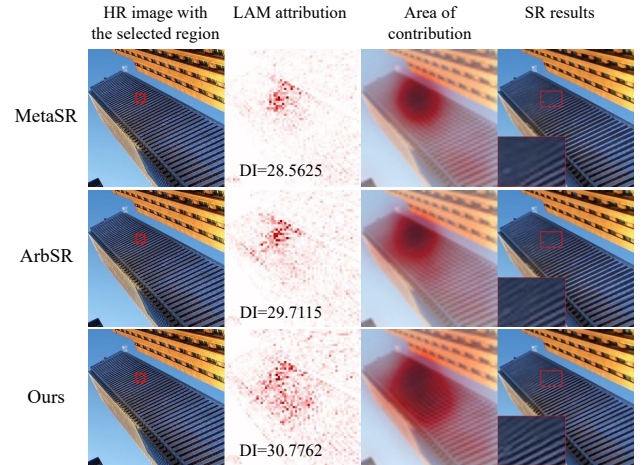 HR image with
the selected region
LAM attribution
Area of
contribution
SR results
MetaSR
DI=28.5625
ArbSR
DI=29.7115
Ours
DI=30.7762